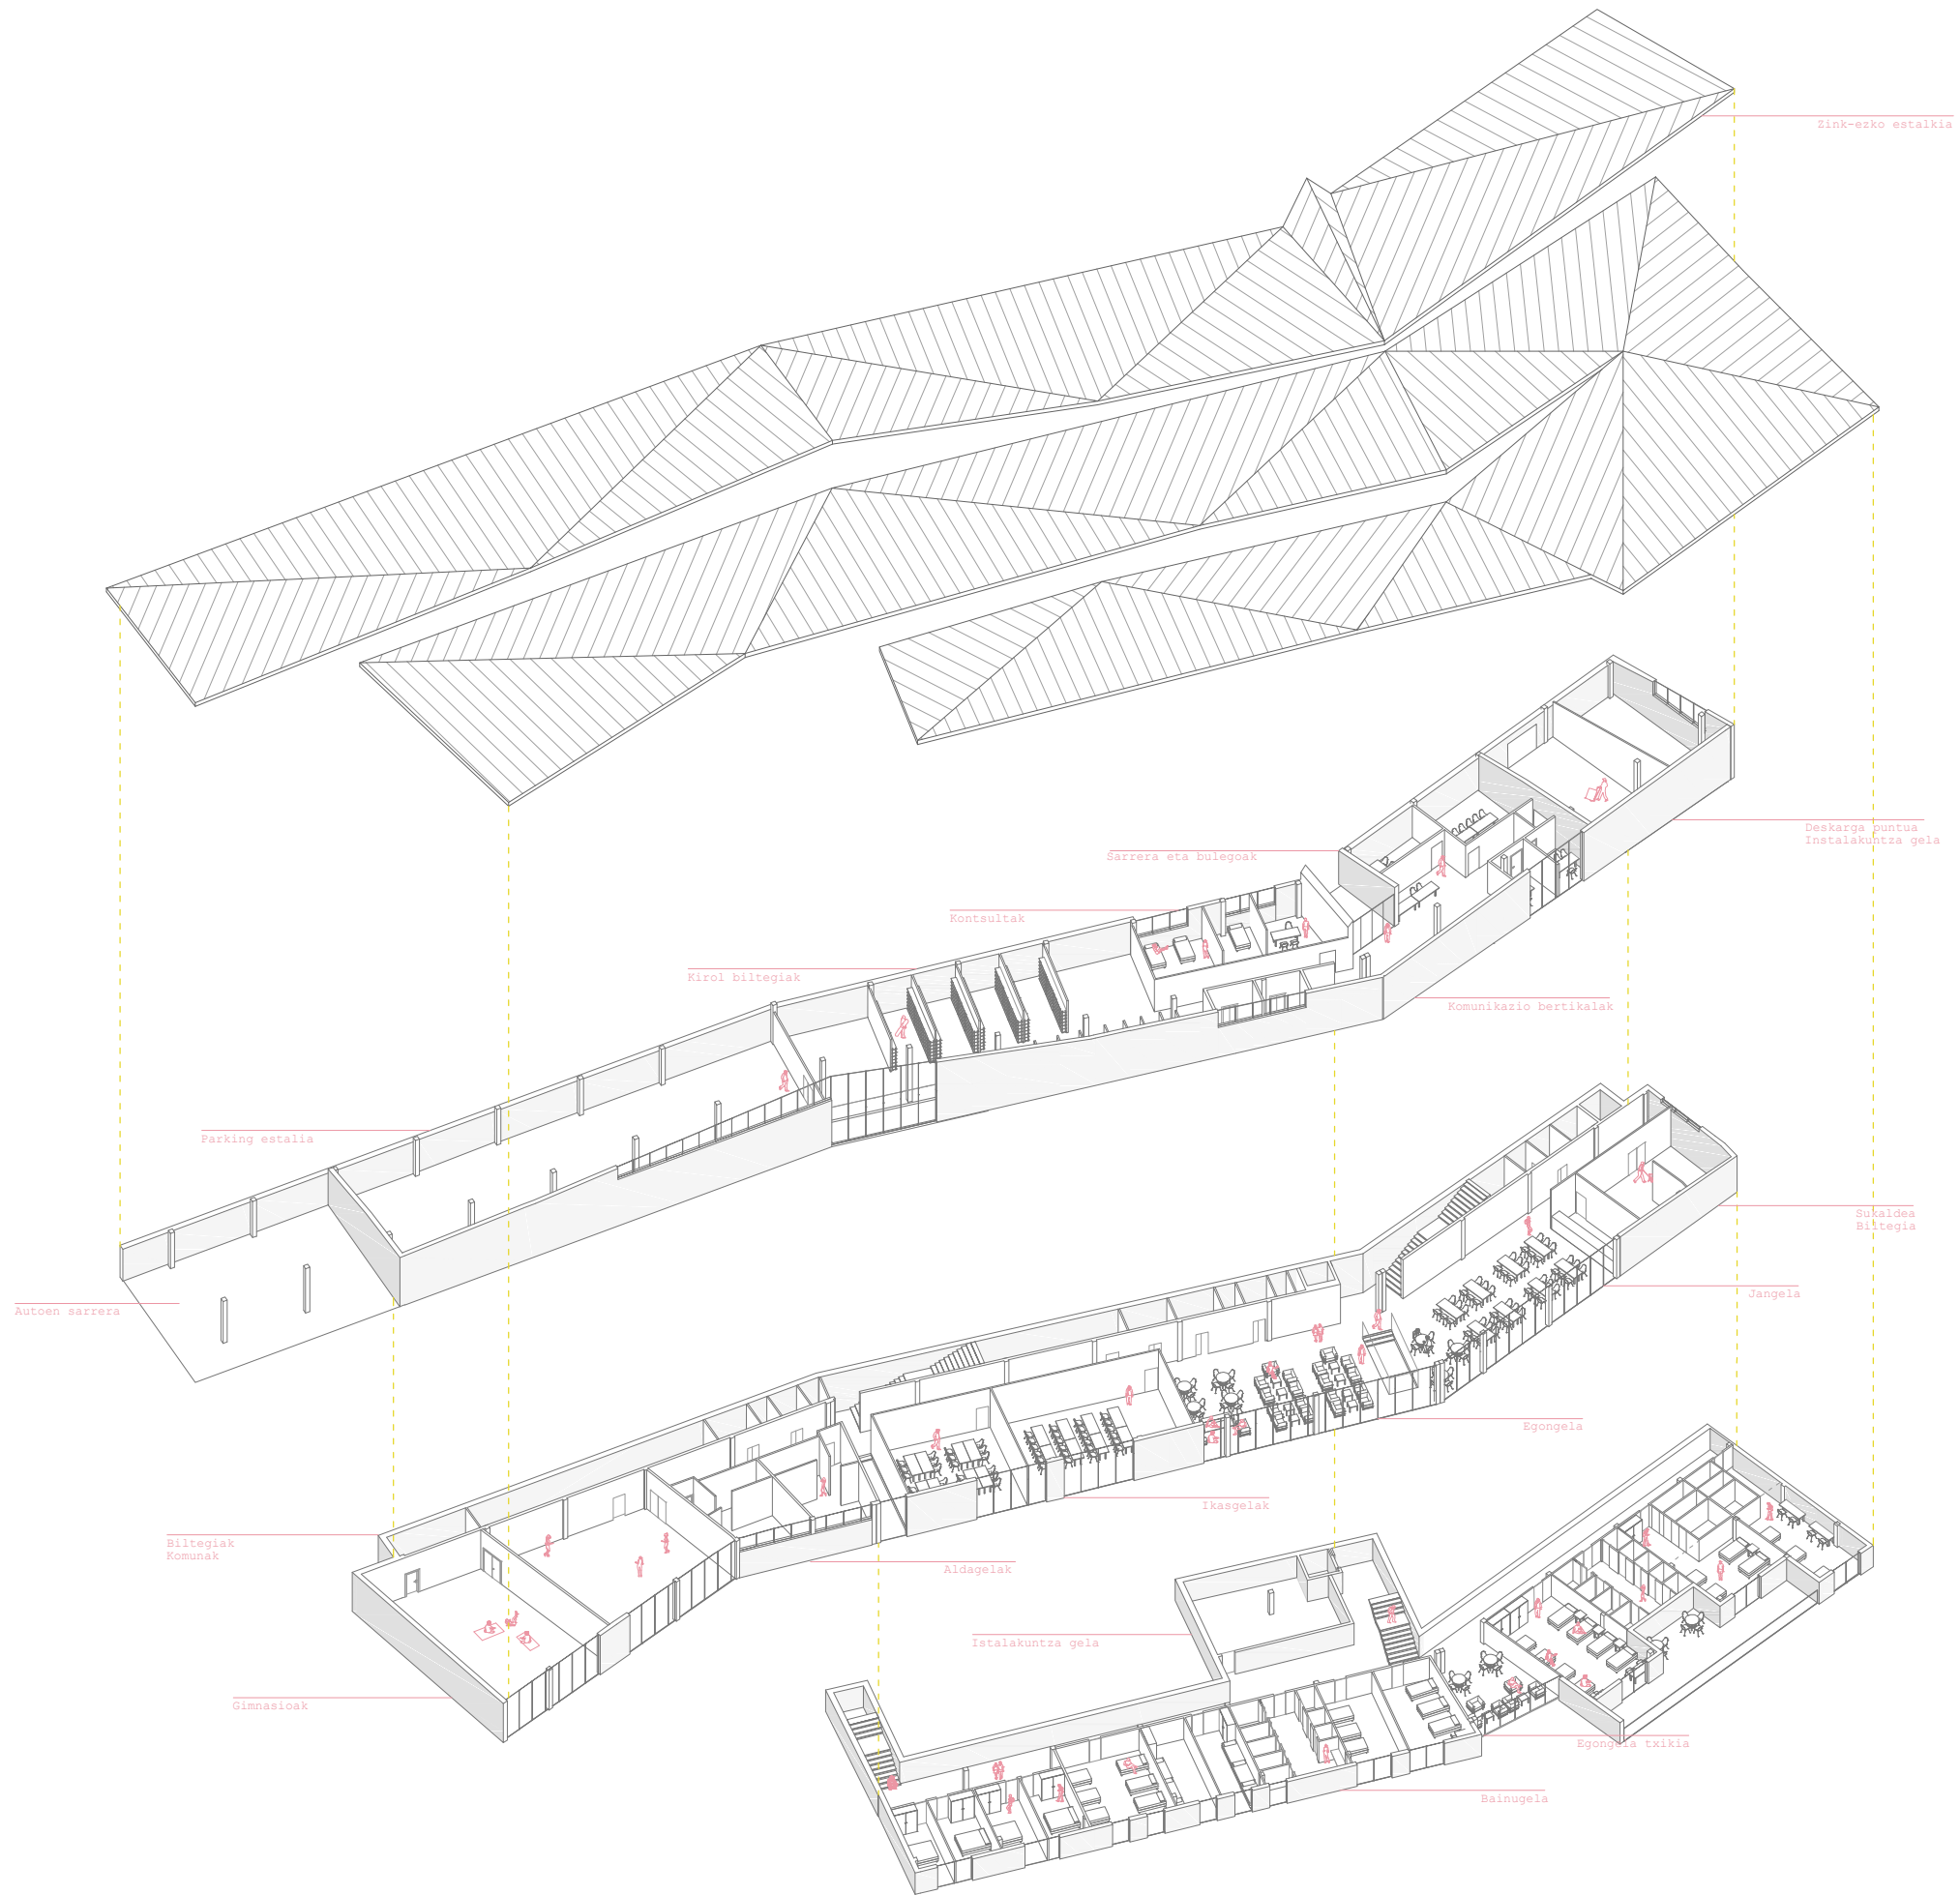 Zink-ezko estalkia
Deskarga puntua
Instalakuntza gela
Sarrera eta bulegoak
Kontsultak
Kirol biltegiak
Komunikazio bertikalak
Parking estalia
Sukaldea
Biltegia
Autoen sarrera
Jangela
Egongela
Ikasgelak
Biltegiak
Komunak
Aldagelak
Istalakuntza gela
Gimnasioak
Egongela txikia
Bainugela